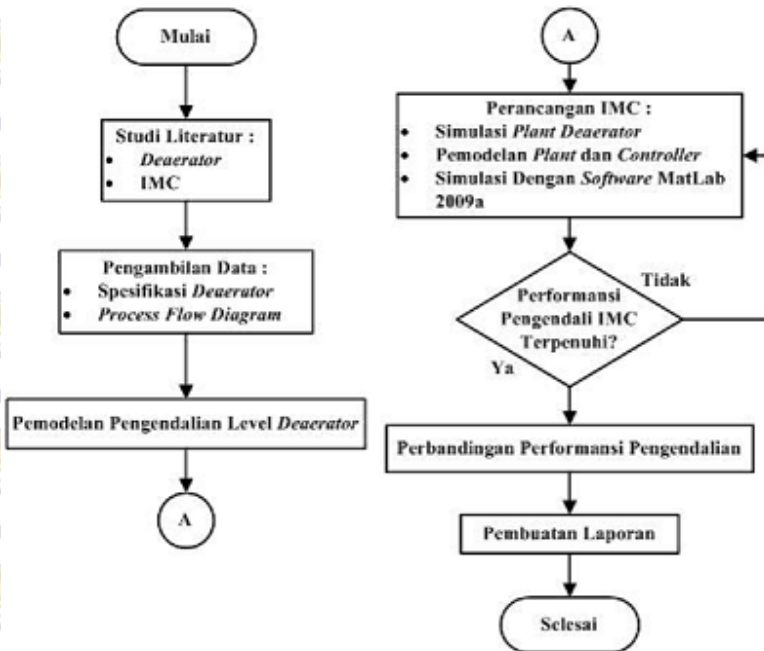 Mulai
Studi Literatur :
• Deaerator
• IMC
Pengambilan Data :
• Spesifikasi Deaerator
• Process Flow Diagram
Pemodelan Pengendalian Level Deaerator
A
A
Perancangan IMC :
◆ Simulasi Plant Deaerator
◆ Pemodelan Plant dan Controller
◆ Simulasi Dengan Software MatLab
2009a
Performansi
Pengendali IMC
Terpenuhi?
Tidak
Ya
Perbandingan Performansi Pengendalian
Pembuatan Laporan
Selesai